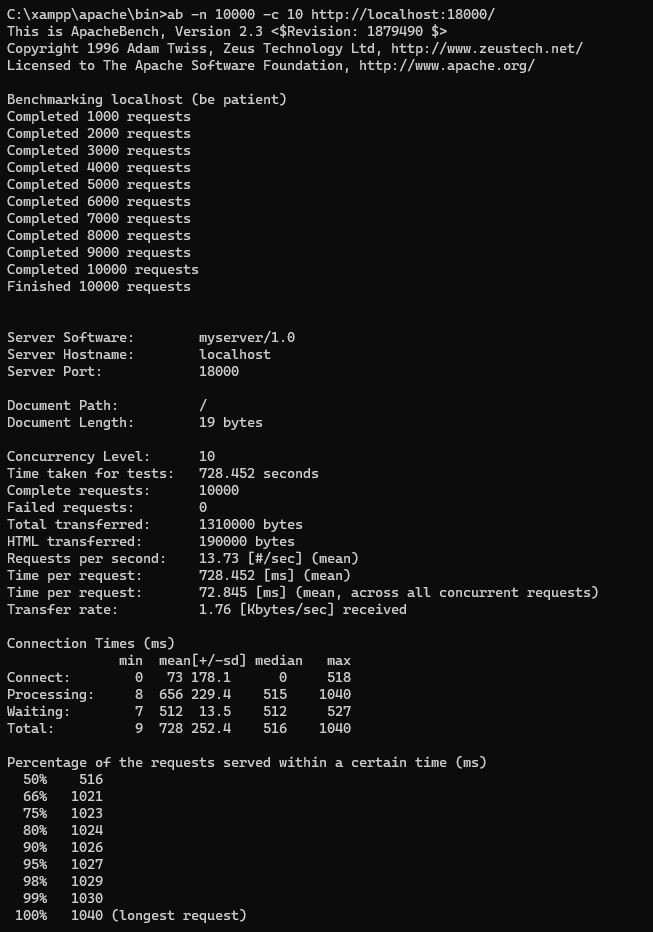 C:\xampp\apache\bin>ab -n 10000 -c 10 http://localhost:18000/
This is ApacheBench, Version 2.3 <$Revision: 1879490 $>
Copyright 1996 Adam Twiss, Zeus Technology Ltd, http://www.zeustech.net/
Licensed to The Apache Software Foundation, http://www.apache.org/

Benchmarking localhost (be patient)
Completed 1000 requests
Completed 2000 requests
Completed 3000 requests
Completed 4000 requests
Completed 5000 requests
Completed 6000 requests
Completed 7000 requests
Completed 8000 requests
Completed 9000 requests
Completed 10000 requests
Finished 10000 requests


Server Software:        myserver/1.0
Server Hostname:        localhost
Server Port:            18000

Document Path:          /
Document Length:        19 bytes

Concurrency Level:      10
Time taken for tests:   728.452 seconds
Complete requests:      10000
Failed requests:        0
Total transferred:      1310000 bytes
HTML transferred:       190000 bytes
Requests per second:    13.73 [#/sec] (mean)
Time per request:       728.452 [ms] (mean)
Time per request:       72.845 [ms] (mean, across all concurrent requests)
Transfer rate:          1.76 [Kbytes/sec] received

Connection Times (ms)
              min  mean[+/-sd] median   max
Connect:        0   73 178.1      0     518
Processing:     8  656 229.4    515    1040
Waiting:        7  512  13.5    512     527
Total:          9  728 252.4    516    1040

Percentage of the requests served within a certain time (ms)
  50%    516
  66%   1021
  75%   1023
  80%   1024
  90%   1026
  95%   1027
  98%   1029
  99%   1030
 100%   1040 (longest request)